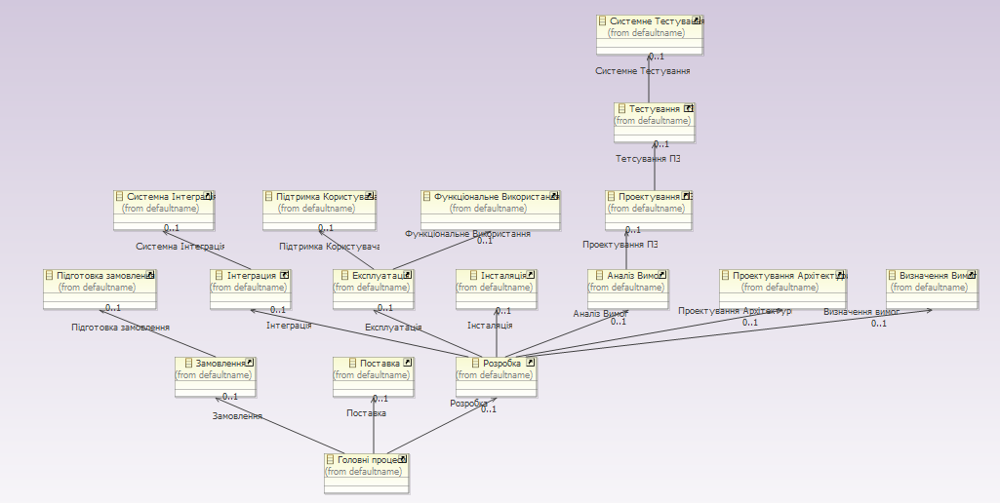 Системне Тестування
(from defaultname)
0..1
Системне Тестування
Тестування
(from defaultname)
0..1
Тетсування ПЗ
Системна Інтеграція
(from defaultname)
0..1
Системна Інтеграція
Підтримка Користувача
(from defaultname)
0..1
Підтримка Користувача
Функціональне Використання
(from defaultname)
0..1
Функціональне Використання
Проектування ПЗ
(from defaultname)
0..1
Проектування ПЗ
Підготовка замовлення
(from defaultname)
0..1
Підготовка замовлення
Інтеграция
(from defaultname)
0..1
Інтеграція
Експлуатація
(from defaultname)
0..1
Експлуатація
Інсталяція
(from defaultname)
0..1
Інсталяція
Аналіз Вимог
(from defaultname)
0..1
Аналіз Вимог
Проектування Архітектури
(from defaultname)
0..1
Проектування Архітектур
Визначення Вимог
(from defaultname)
0..1
Визначення вимог
Замовлення
(from defaultname)
0..1
Замовлення
Поставка
(from defaultname)
0..1
Поставка
Розробка
(from defaultname)
0..1
Розробка
Головні процеси
(from defaultname)